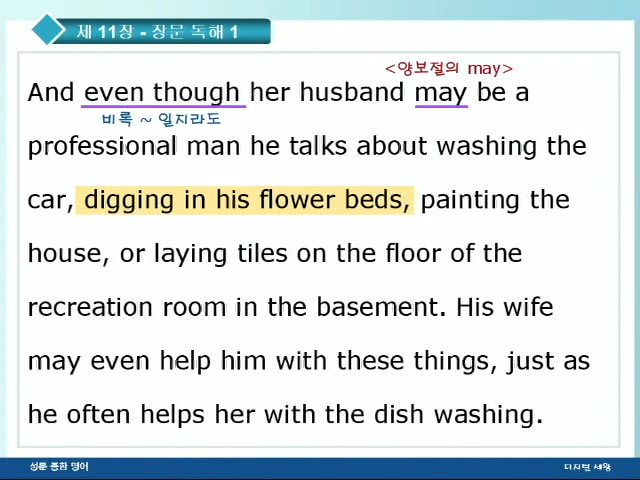 제 11장 - 장문 독해 1
<양보절의 may>
And even though her husband may be a
비록 ~ 일지라도
professional man he talks about washing the
car, digging in his flower beds, painting the
house, or laying tiles on the floor of the
recreation room in the basement. His wife
may even help him with these things, just as
he often helps her with the dish washing.
성문 종합 영어
디지털 세왕